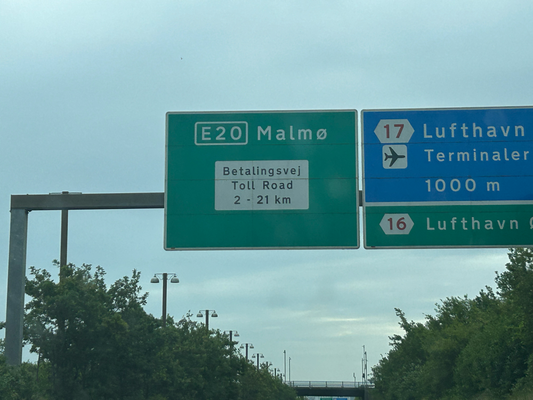 E20 Malmø
Betalingsvej
Toll Road
2 - 21 km
17 Lufthavn
Terminaler
1000 m
16 Lufthavn